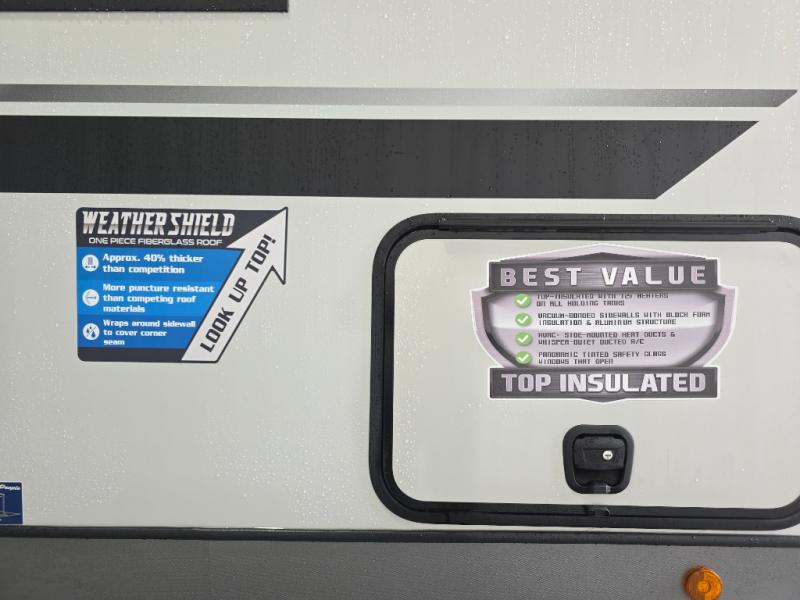 WEATHER SHIELD
ONE PIECE FIBERGLASS ROOF
Approx. 40% thicker
than competition
More puncture resistant
than competing roof
materials
Wraps around sidewall
to cover corner
seam
LOOK UP TOP!
BEST VALUE
TOP-INSULATED WITH 12V HEATERS
ON ALL HOLDING TANKS
VACUUM-BONDED SIDEWALLS WITH BLOCK FOAM
INSULATION & ALUMINUM STRUCTURE
HVAC- SIDE-MOUNTED HEAT DUCTS &
WHISPER-QUIET DUCTED A/C
PANORAMIC TINTED SAFETY GLASS
WINDOWS THAT OPEN
TOP INSULATED